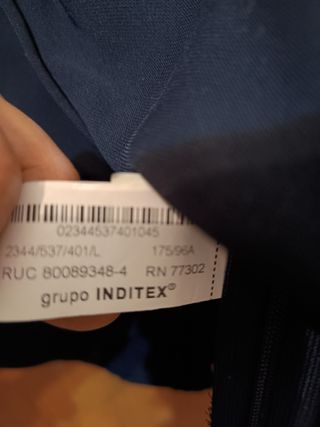 02344537401045
2344/537/401/L 175/96A
RUC 80089348-4 RN 77302
grupo INDITEX®